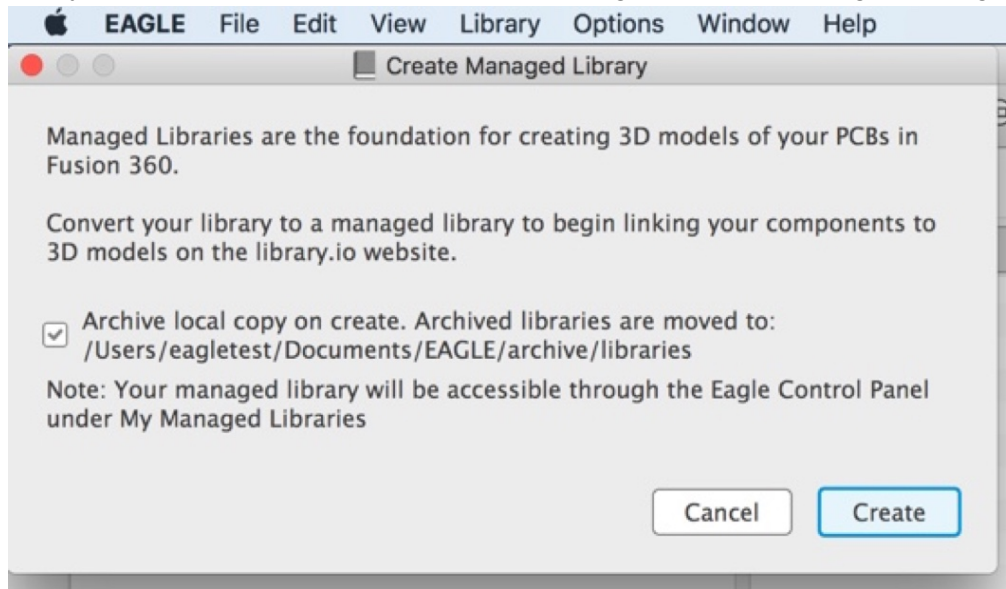 EAGLE File Edit View Library Options Window Help
Create Managed Library
Managed Libraries are the foundation for creating 3D models of your PCBs in
Fusion 360.
Convert your library to a managed library to begin linking your components to
3D models on the library.io website.
Archive local copy on create. Archived libraries are moved to:
/Users/eagletest/Documents/EAGLE/archive/libraries
Note: Your managed library will be accessible through the Eagle Control Panel
under My Managed Libraries
Cancel Create